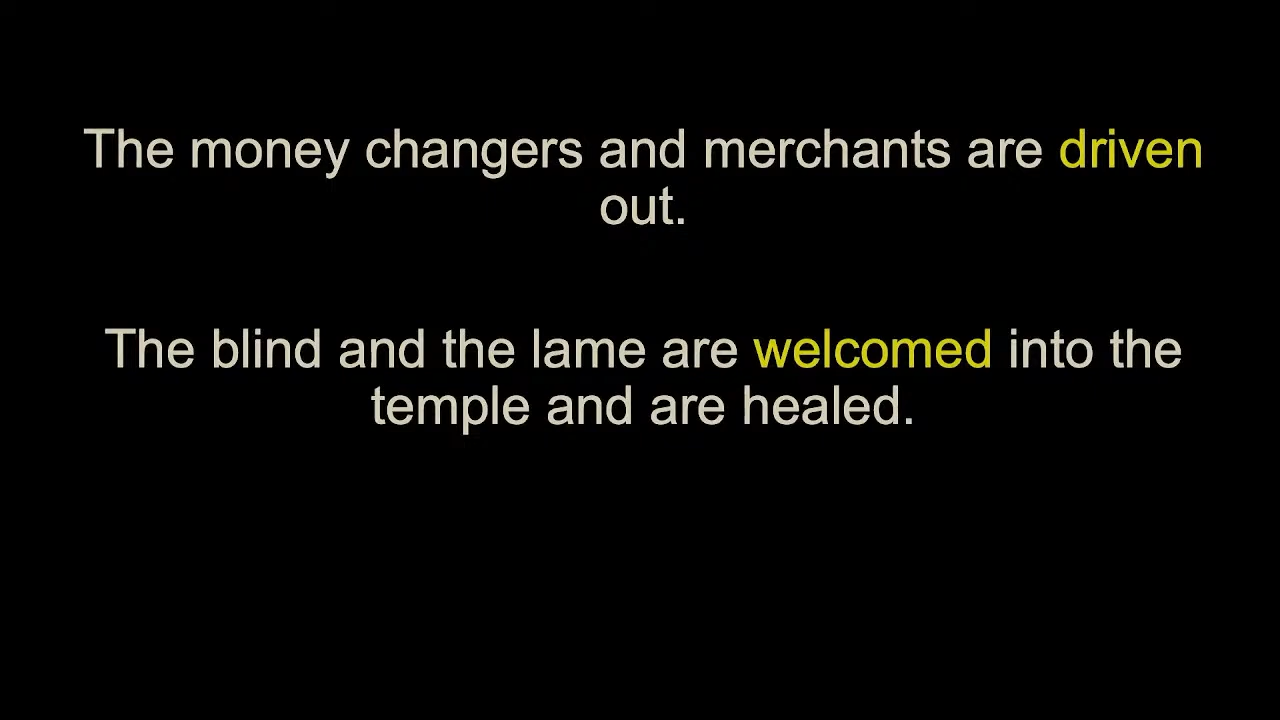 The money changers and merchants are driven
out.
The blind and the lame are welcomed into the
temple and are healed.